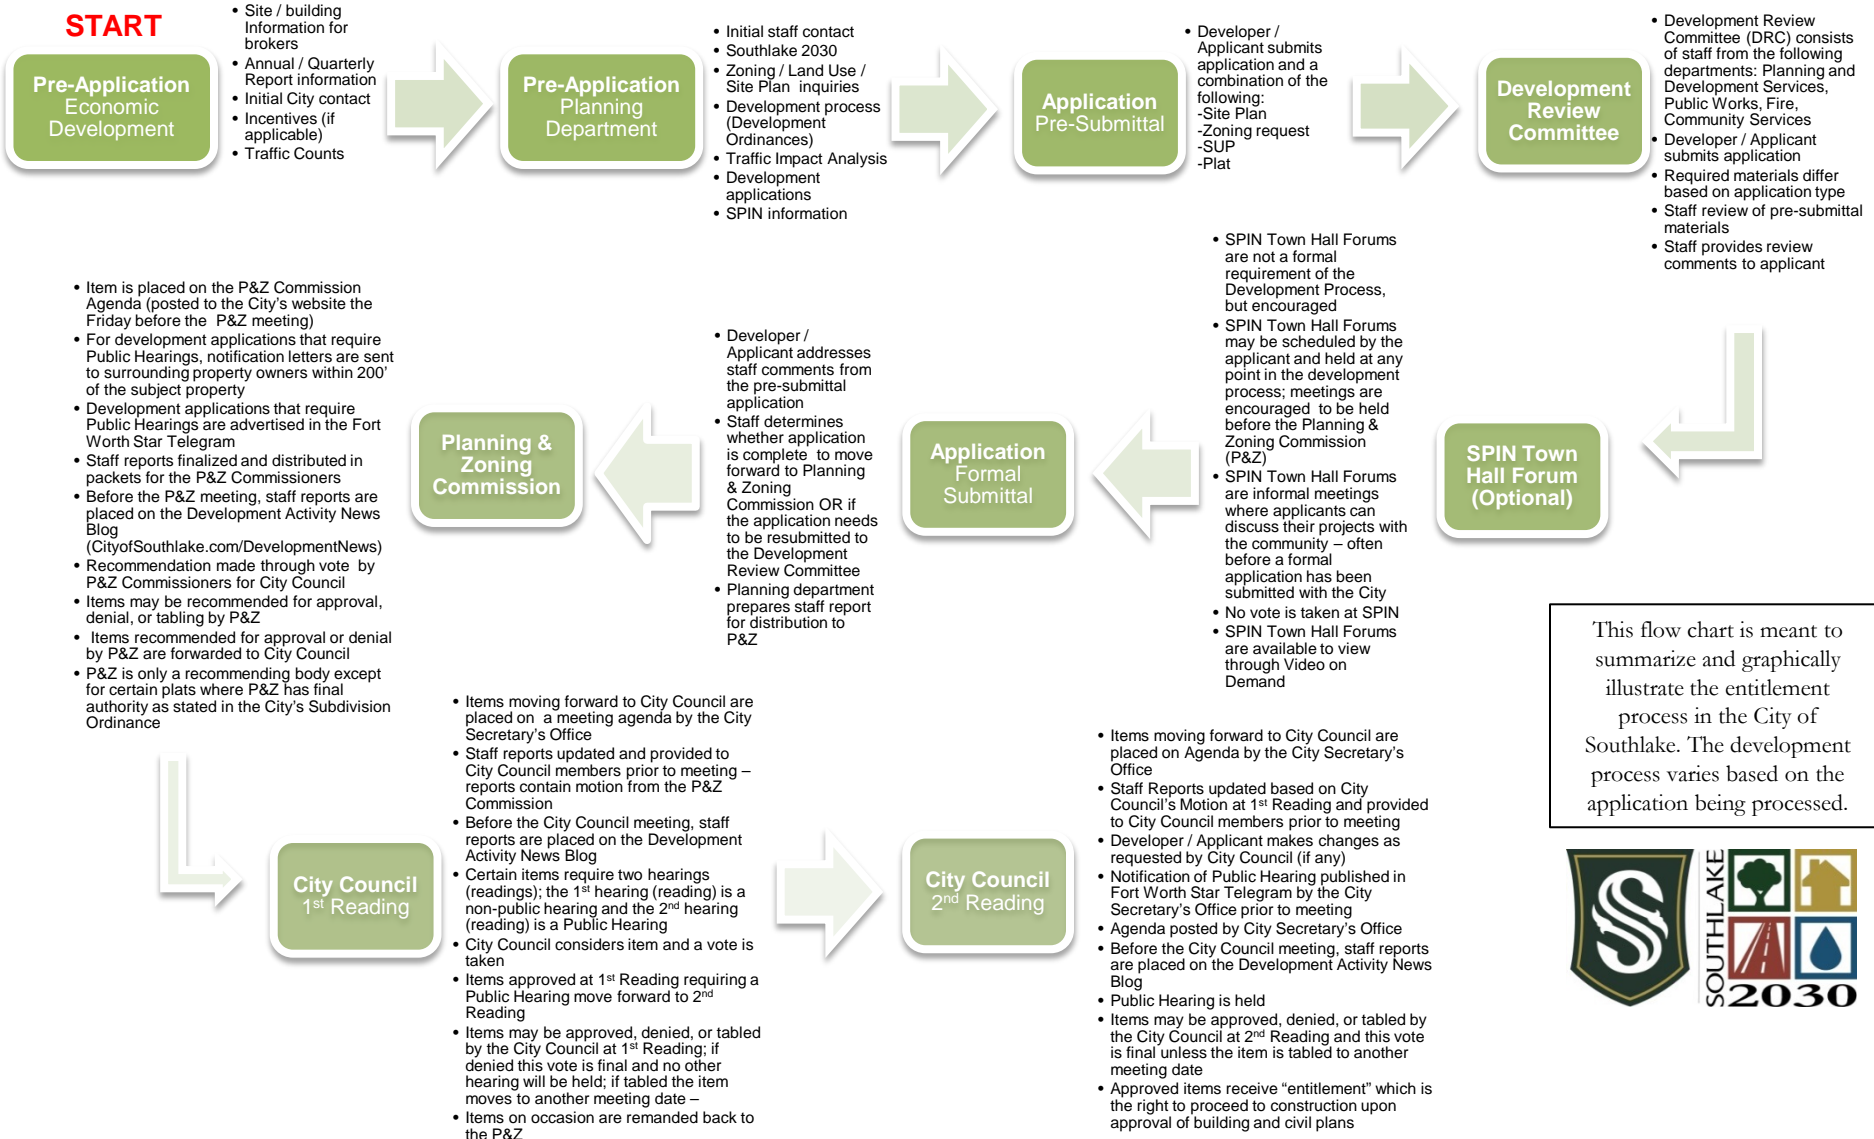 START
Pre-Application
Economic
Development
• Site / building
Information for
brokers
• Annual / Quarterly
Report information
• Initial City contact
• Incentives (if
applicable)
• Traffic Counts
Pre-Application
Planning
Department
• Initial staff contact
• Southlake 2030
• Zoning / Land Use /
Site Plan inquiries
• Development process
(Development
Ordinances)
• Traffic Impact Analysis
• Development
applications
• SPIN information
Application
Pre-Submittal
• Developer /
Applicant submits
application and a
combination of the
following:
-Site Plan
-Zoning request
-SUP
-Plat
Development
Review
Committee
• Development Review
Committee (DRC) consists
of staff from the following
departments: Planning and
Development Services,
Public Works, Fire,
Community Services
• Developer / Applicant
submits application
• Required materials differ
based on application type
• Staff review of pre-submittal
materials
• Staff provides review
comments to applicant
SPIN Town
Hall Forum
(Optional)
• SPIN Town Hall Forums
are not a formal
requirement of the
Development Process,
but encouraged
• SPIN Town Hall Forums
may be scheduled by the
applicant and held at any
point in the development
process; meetings are
encouraged to be held
before the Planning &
Zoning Commission
(P&Z)
• SPIN Town Hall Forums
are informal meetings
where applicants can
discuss their projects with
the community – often
before a formal
application has been
submitted with the City
• No vote is taken at SPIN
• SPIN Town Hall Forums
are available to view
through Video on
Demand
Application
Formal
Submittal
• Developer /
Applicant addresses
staff comments from
the pre-submittal
application
• Staff determines
whether application
is complete to move
forward to Planning
& Zoning
Commission OR if
the application needs
to be resubmitted to
the Development
Review Committee
• Planning department
prepares staff report
for distribution to
P&Z
Planning &
Zoning
Commission
• Item is placed on the P&Z Commission
Agenda (posted to the City's website the
Friday before the P&Z meeting)
• For development applications that require
Public Hearings, notification letters are sent
to surrounding property owners within 200'
of the subject property
• Development applications that require
Public Hearings are advertised in the Fort
Worth Star Telegram
• Staff reports finalized and distributed in
packets for the P&Z Commissioners
• Before the P&Z meeting, staff reports are
placed on the Development Activity News
Blog
(CityofSouthlake.com/DevelopmentNews)
• Recommendation made through vote by
P&Z Commissioners for City Council
• Items may be recommended for approval,
denial, or tabling by P&Z
• Items recommended for approval or denial
by P&Z are forwarded to City Council
• P&Z is only a recommending body except
for certain plats where P&Z has final
authority as stated in the City's Subdivision
Ordinance
City Council
1st Reading
• Items moving forward to City Council are
placed on a meeting agenda by the City
Secretary's Office
• Staff reports updated and provided to
City Council members prior to meeting –
reports contain motion from the P&Z
Commission
• Before the City Council meeting, staff
reports are placed on the Development
Activity News Blog
• Certain items require two hearings
(readings); the 1st hearing (reading) is a
non-public hearing and the 2nd hearing
(reading) is a Public Hearing
• City Council considers item and a vote is
taken
• Items approved at 1st Reading requiring a
Public Hearing move forward to 2nd
Reading
• Items may be approved, denied, or tabled
by the City Council at 1st Reading; if
denied this vote is final and no other
hearing will be held; if tabled the item
moves to another meeting date –
• Items on occasion are remanded back to
the P&Z
City Council
2nd Reading
• Items moving forward to City Council are
placed on Agenda by the City Secretary's
Office
• Staff Reports updated based on City
Council's Motion at 1st Reading and provided
to City Council members prior to meeting
• Developer / Applicant makes changes as
requested by City Council (if any)
• Notification of Public Hearing published in
Fort Worth Star Telegram by the City
Secretary's Office prior to meeting
• Agenda posted by City Secretary's Office
• Before the City Council meeting, staff reports
are placed on the Development Activity News
Blog
• Public Hearing is held
• Items may be approved, denied, or tabled by
the City Council at 2nd Reading and this vote
is final unless the item is tabled to another
meeting date
• Approved items receive “entitlement” which is
the right to proceed to construction upon
approval of building and civil plans
This flow chart is meant to
summarize and graphically
illustrate the entitlement
process in the City of
Southlake. The development
process varies based on the
application being processed.
SOUTHLAKE
2030